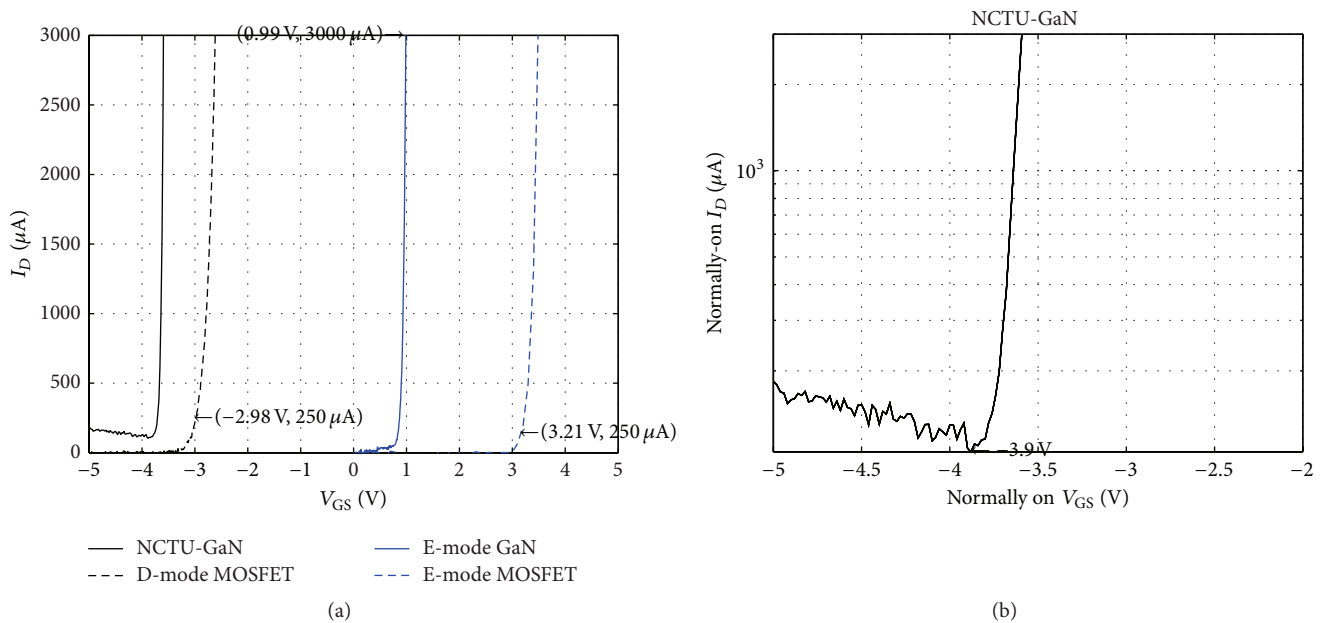 (0.99 V, 3000 μA)→
3000
2500
2000
1500
1000
500
0
I_D (μA)
←(−2.98 V, 250 μA)
←(3.21 V, 250 μA)
−5 −4 −3 −2 −1 0 1 2 3 4 5
V_GS (V)
NCTU-GaN
D-mode MOSFET
E-mode GaN
E-mode MOSFET
(a)
NCTU-GaN
10³
Normally-on I_D (μA)
←−3.9 V
−5 −4.5 −4 −3.5 −3 −2.5 −2
Normally on V_GS (V)
(b)